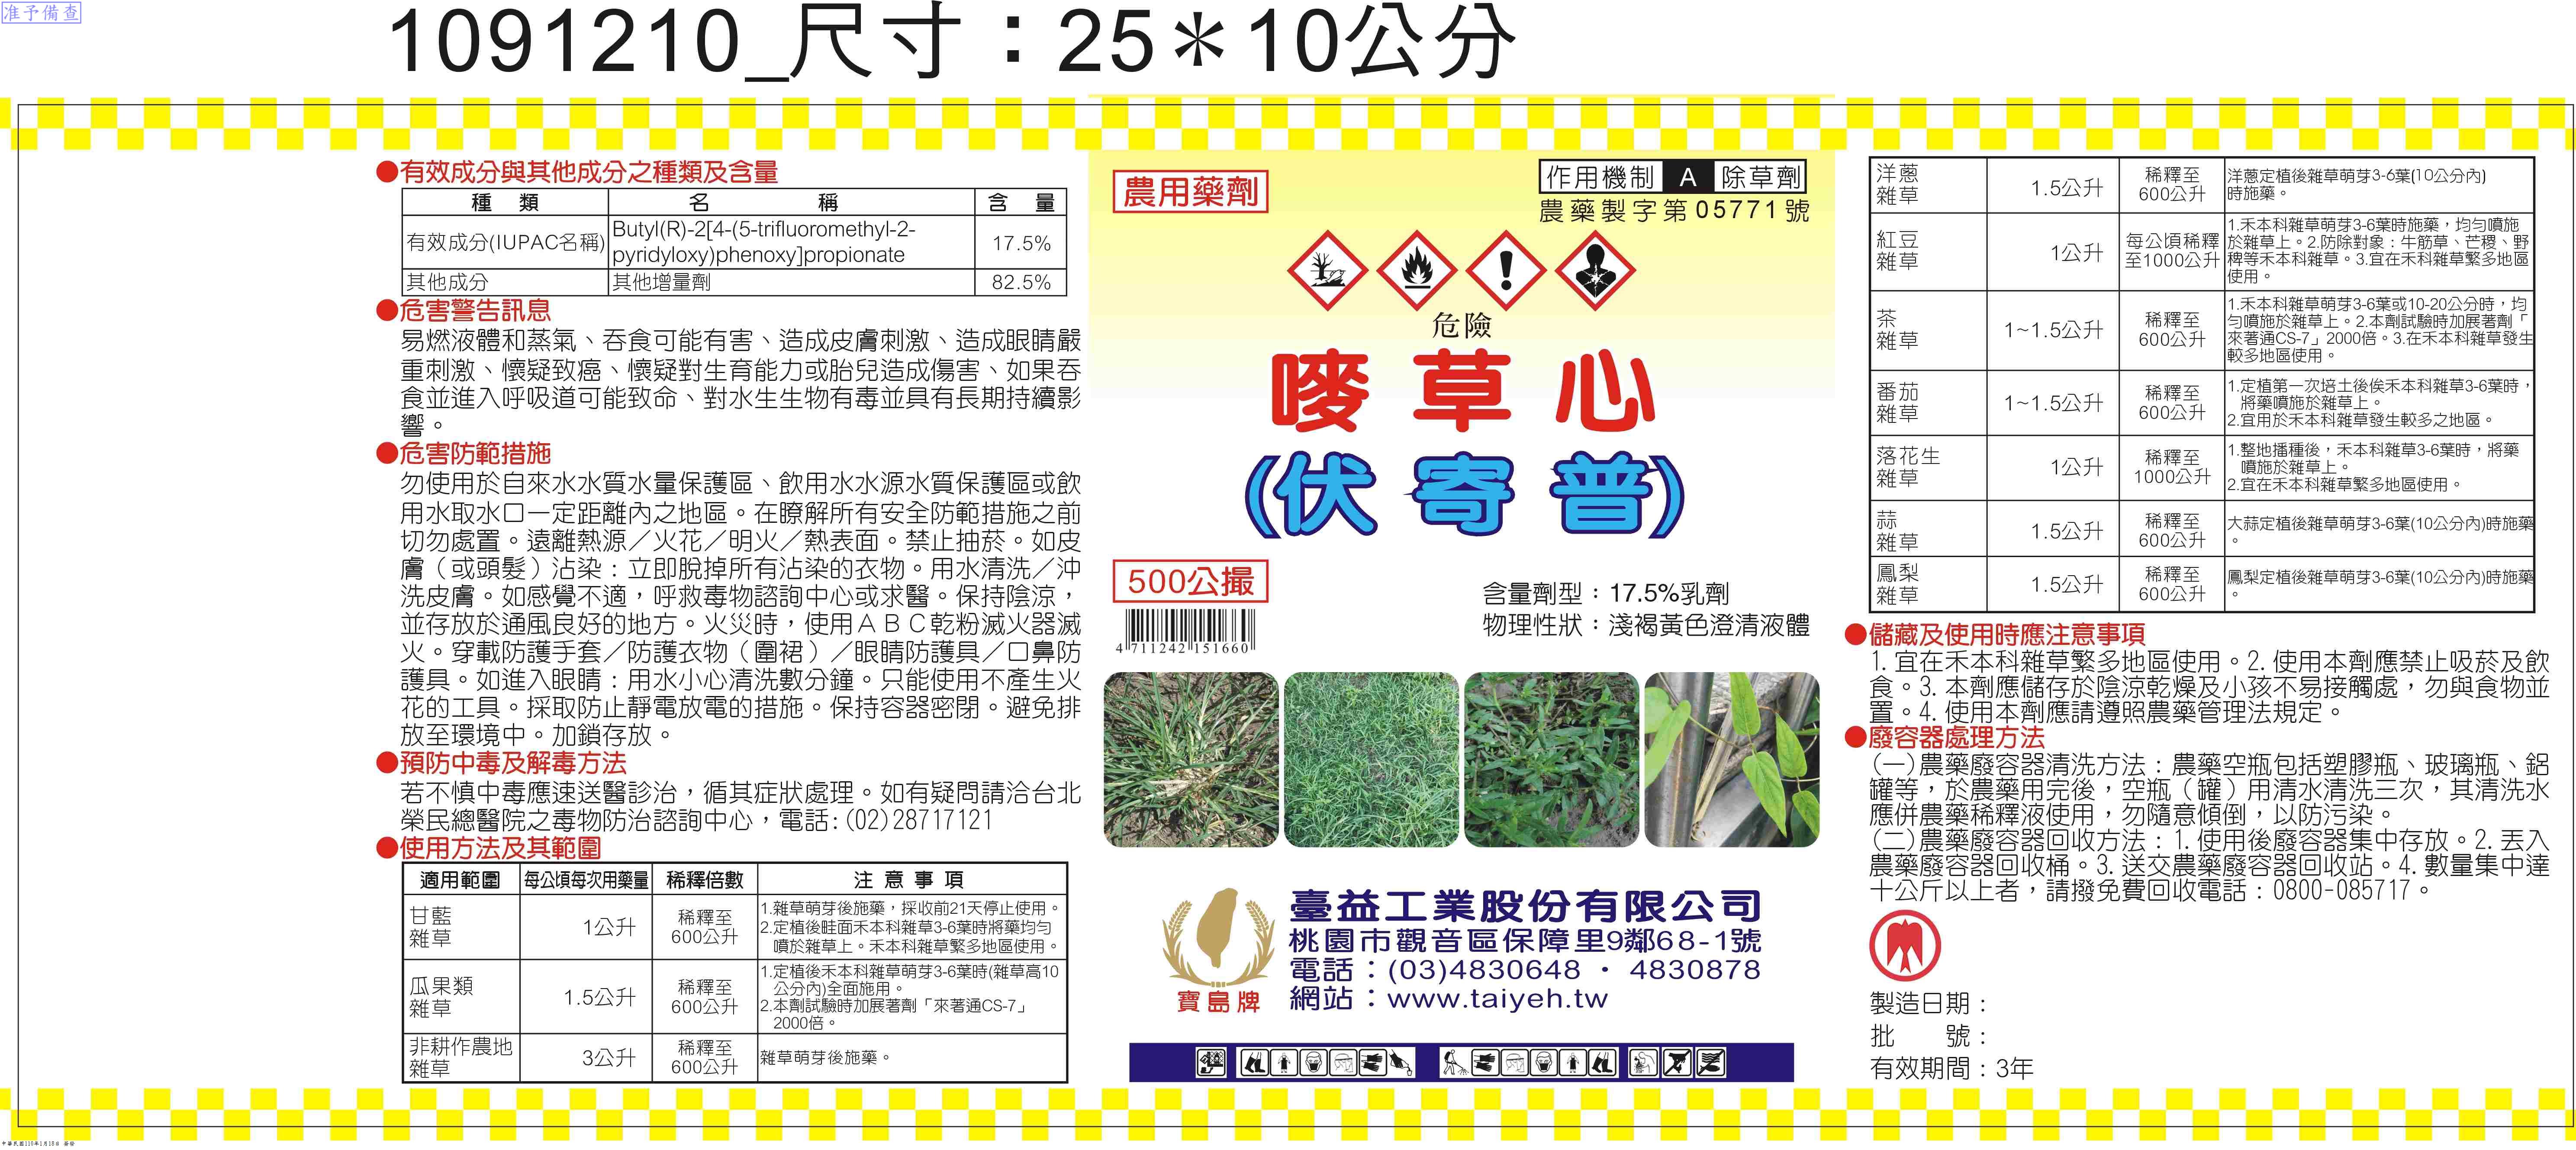 准予備查
1091210_尺寸：25＊10公分
●有效成分與其他成分之種類及含量
種　類　名　稱　含　量
有效成分(IUPAC名稱) Butyl(R)-2[4-(5-trifluoromethyl-2-
pyridyloxy)phenoxy]propionate 17.5%
其他成分 其他增量劑 82.5%
●危害警告訊息
易燃液體和蒸氣、吞食可能有害、造成皮膚刺激、造成眼睛嚴
重刺激、懷疑致癌、懷疑對生育能力或胎兒造成傷害、如果吞
食並進入呼吸道可能致命、對水生生物有毒並具有長期持續影
響。
●危害防範措施
勿使用於自來水水質水量保護區、飲用水水源水質保護區或飲
用水取水口一定距離內之地區。在瞭解所有安全防範措施之前
切勿處置。遠離熱源／火花／明火／熱表面。禁止抽菸。如皮
膚（或頭髮）沾染：立即脫掉所有沾染的衣物。用水清洗／沖
洗皮膚。如感覺不適，呼救毒物諮詢中心或求醫。保持陰涼，
並存放於通風良好的地方。火災時，使用ＡＢＣ乾粉滅火器滅
火。穿載防護手套／防護衣物（圍裙）／眼睛防護具／口鼻防
護具。如進入眼睛：用水小心清洗數分鐘。只能使用不產生火
花的工具。採取防止靜電放電的措施。保持容器密閉。避免排
放至環境中。加鎖存放。
●預防中毒及解毒方法
若不慎中毒應速送醫診治，循其症狀處理。如有疑問請洽台北
榮民總醫院之毒物防治諮詢中心，電話:(02)28717121
●使用方法及其範圍
適用範圍 每公頃每次用藥量 稀釋倍數 注意事項
甘藍
雜草
1公升
稀釋至
600公升
1.雜草萌芽後施藥，採收前21天停止使用。
2.定植後畦面禾本科雜草3-6葉時將藥均勻
噴於雜草上。禾本科雜草繁多地區使用。
瓜果類
雜草
1.5公升
稀釋至
600公升
1.定植後禾本科雜草萌芽3-6葉時(雜草高10
公分內)全面施用。
2.本劑試驗時加展著劑「來著通CS-7」
2000倍。
非耕作農地
雜草
3公升
稀釋至
600公升
雜草萌芽後施藥。
農用藥劑
作用機制 A 除草劑
農藥製字第05771號
危險
嘜草心
(伏寄普)
500公撮
4 711242 151660
含量劑型：17.5%乳劑
物理性狀：淺褐黃色澄清液體
寶島牌
臺益工業股份有限公司
桃園市觀音區保障里9鄰68-1號
電話：(03)4830648 · 4830878
網站：www.taiyeh.tw
洋蔥
雜草
1.5公升
稀釋至
600公升
洋蔥定植後雜草萌芽3-6葉(10公分內)
時施藥。
紅豆
雜草
1公升
每公頃稀釋
至1000公升
1.禾本科雜草萌芽3-6葉時施藥，均勻噴施
於雜草上。2.防除對象：牛筋草、芒稷、野
稗等禾本科雜草。3.宜在禾科雜草繁多地區
使用。
茶
雜草
1~1.5公升
稀釋至
600公升
1.禾本科雜草萌芽3-6葉或10-20公分時，均
勻噴施於雜草上。2.本劑試驗時加展著劑「
來著通CS-7」2000倍。3.在禾本科雜草發生
較多地區使用。
番茄
雜草
1~1.5公升
稀釋至
600公升
1.定植第一次培土後俟禾本科雜草3-6葉時，
將藥噴施於雜草上。
2.宜用於禾本科雜草發生較多之地區。
落花生
雜草
1公升
稀釋至
1000公升
1.整地播種後，禾本科雜草3-6葉時，將藥
噴施於雜草上。
2.宜在禾本科雜草繁多地區使用。
蒜
雜草
1.5公升
稀釋至
600公升
大蒜定植後雜草萌芽3-6葉(10公分內)時施藥
。
鳳梨
雜草
1.5公升
稀釋至
600公升
鳳梨定植後雜草萌芽3-6葉(10公分內)時施藥
。
●儲藏及使用時應注意事項
1.宜在禾本科雜草繁多地區使用。2.使用本劑應禁止吸菸及飲
食。3.本劑應儲存於陰涼乾燥及小孩不易接觸處，勿與食物並
置。4.使用本劑應請遵照農藥管理法規定。
●廢容器處理方法
(一)農藥廢容器清洗方法：農藥空瓶包括塑膠瓶、玻璃瓶、鋁
罐等，於農藥用完後，空瓶（罐）用清水清洗三次，其清洗水
應併農藥稀釋液使用，勿隨意傾倒，以防污染。
(二)農藥廢容器回收方法：1.使用後廢容器集中存放。2.丟入
農藥廢容器回收桶。3.送交農藥廢容器回收站。4.數量集中達
十公斤以上者，請撥免費回收電話：0800-085717。
製造日期：
批　　號：
有效期間：3年